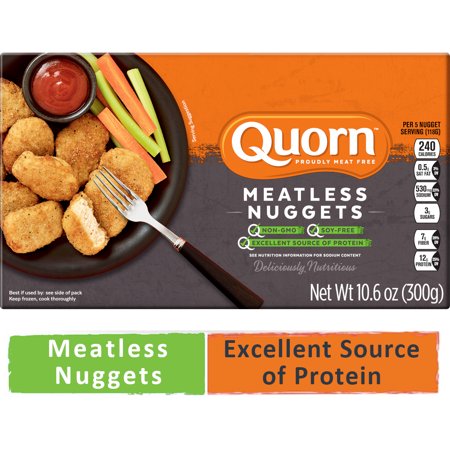 Quorn™
PROUDLY MEAT FREE
MEATLESS
NUGGETS
NON-GMO
SOY-FREE
EXCELLENT SOURCE OF PROTEIN
SEE NUTRITION INFORMATION FOR SODIUM CONTENT
Deliciously Nutritious
Net Wt 10.6 oz (300g)
PER 5 NUGGET
SERVING (118G)
240
CALORIES
0.5g
SAT FAT
530mg
SODIUM
3g
SUGARS
7g
FIBER
12g
PROTEIN
Serving Suggestion
Best if used by: see side of pack
Keep frozen, cook thoroughly
Meatless
Nuggets
Excellent Source
of Protein